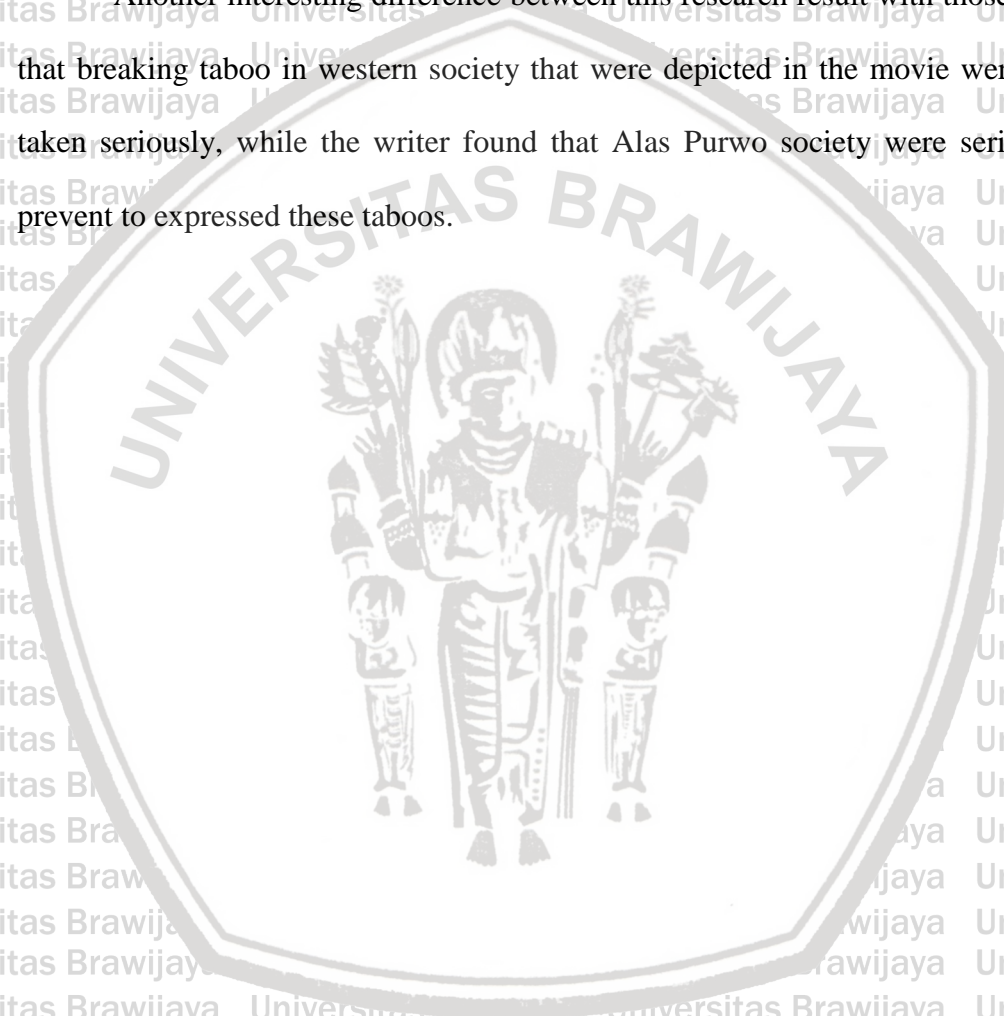 Another interesting difference between this research result with those
that breaking taboo in western society that were depicted in the movie wer
taken seriously, while the writer found that Alas Purwo society were seri
prevent to expressed these taboos.
UNIVERSITAS BRAWIJAYA